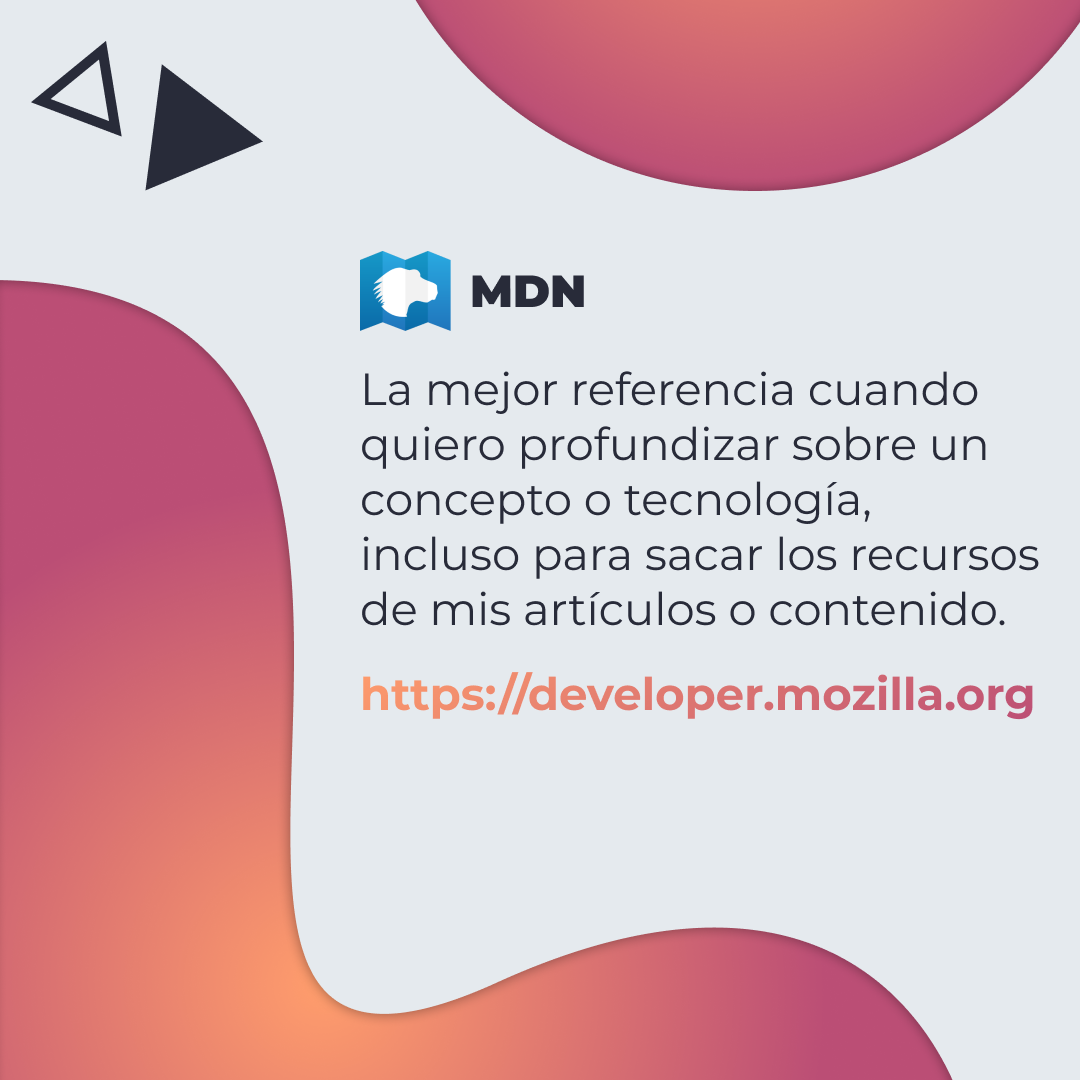 MDN
La mejor referencia cuando
quiero profundizar sobre un
concepto o tecnología,
incluso para sacar los recursos
de mis artículos o contenido.
https://developer.mozilla.org